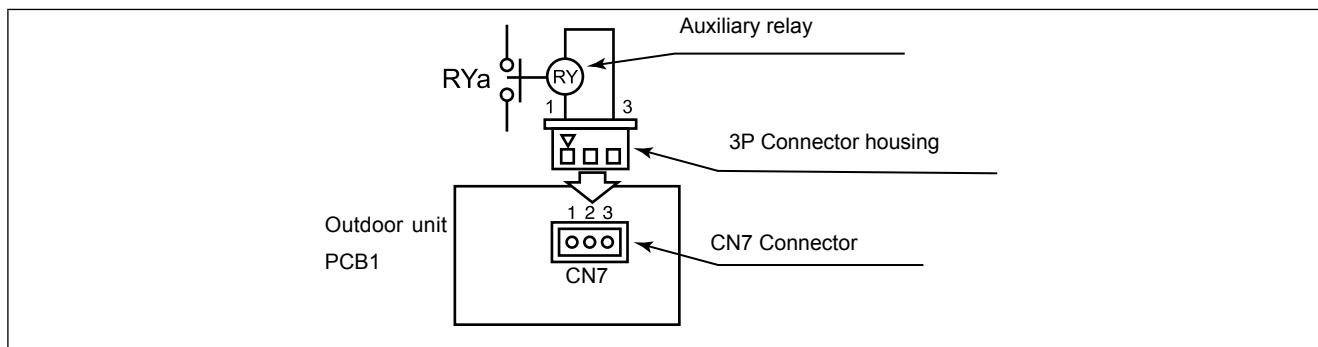 Auxiliary relay
RYa
RY
1 3
3P Connector housing
Outdoor unit
PCB1
1 2 3
CN7 Connector
CN7